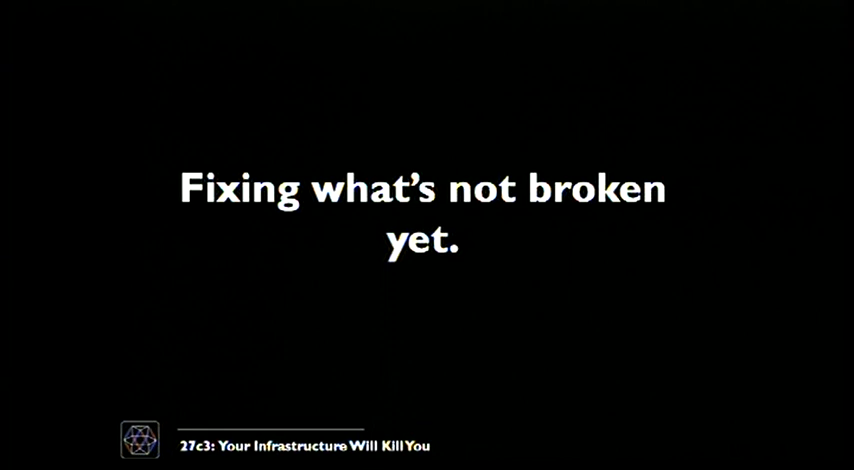 Fixing what's not broken
yet.
27c3: Your Infrastructure Will Kill You